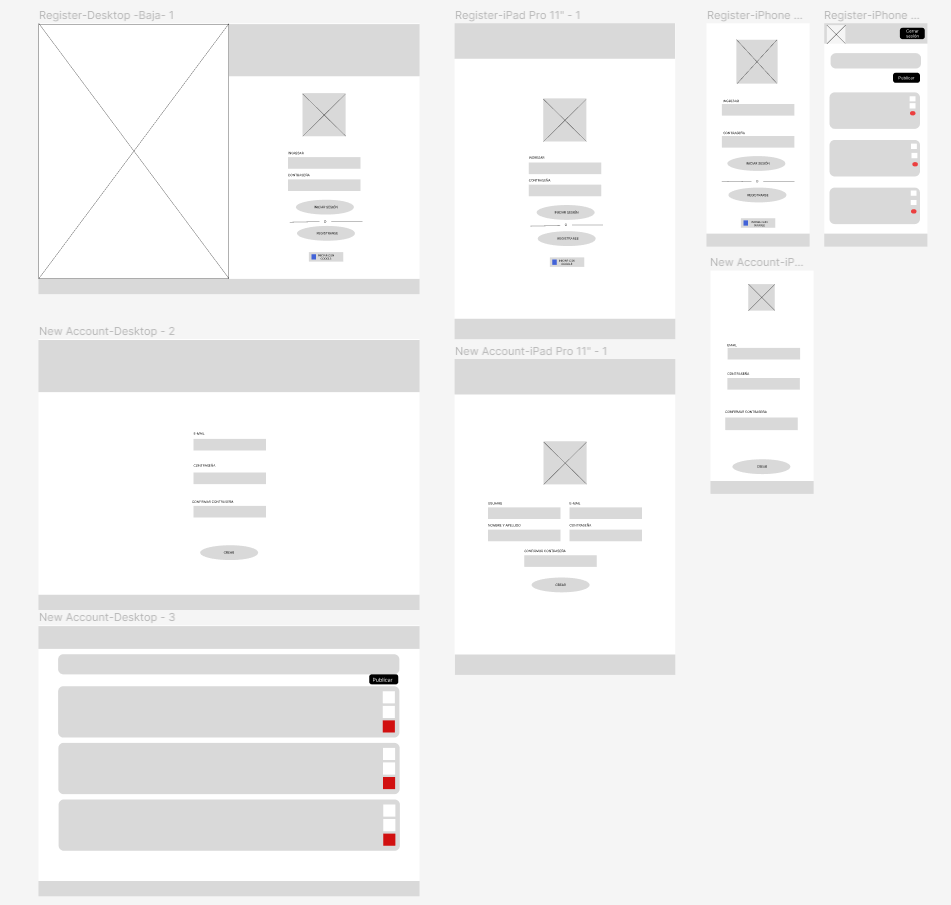 Register-Desktop -Baja- 1
INGRESAR
CONTRASEÑA
INICIAR SESIÓN
O
REGISTRARSE
INICIAR CON
GOOGLE
New Account-Desktop - 2
E-MAIL
CONTRASEÑA
CONFIRMAR CONTRASEÑA
CREAR
New Account-Desktop - 3
Publicar
Register-iPad Pro 11" - 1
INGRESAR
CONTRASEÑA
INICIAR SESIÓN
O
REGISTRARSE
INICIAR CON
GOOGLE
New Account-iPad Pro 11" - 1
USUARIO
E-MAIL
NOMBRE Y APELLIDO
CONTRASEÑA
CONFIRMAR CONTRASEÑA
CREAR
Register-iPhone ...
INGRESAR
CONTRASEÑA
INICIAR SESIÓN
O
REGISTRARSE
INICIAR CON
GOOGLE
Register-iPhone ...
Cerrar
sesión
Publicar
New Account-iP...
E-MAIL
CONTRASEÑA
CONFIRMAR CONTRASEÑA
CREAR